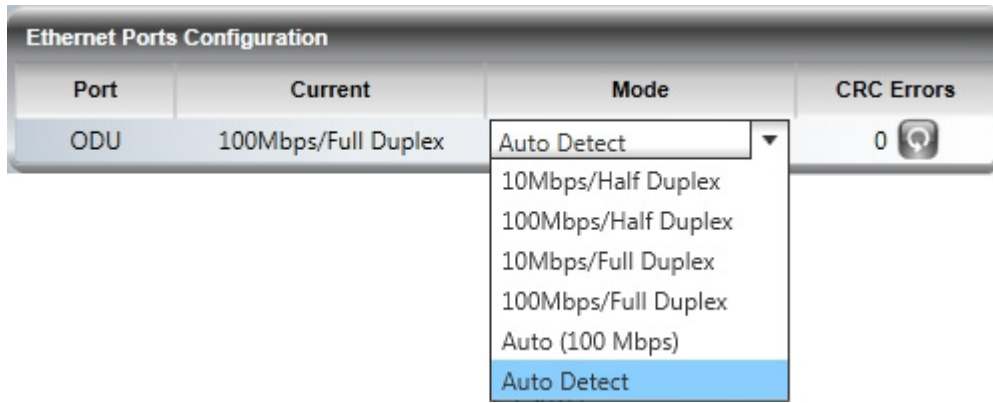 Ethernet Ports Configuration
Port Current Mode CRC Errors
ODU 100Mbps/Full Duplex Auto Detect 0
10Mbps/Half Duplex
100Mbps/Half Duplex
10Mbps/Full Duplex
100Mbps/Full Duplex
Auto (100 Mbps)
Auto Detect